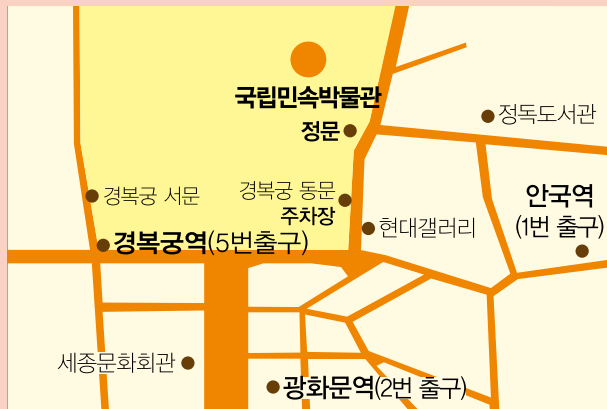 국립민속박물관
정문
정독도서관
경복궁 서문
경복궁 동문
주차장
안국역
(1번 출구)
현대갤러리
경복궁역(5번출구)
세종문화회관
광화문역(2번 출구)